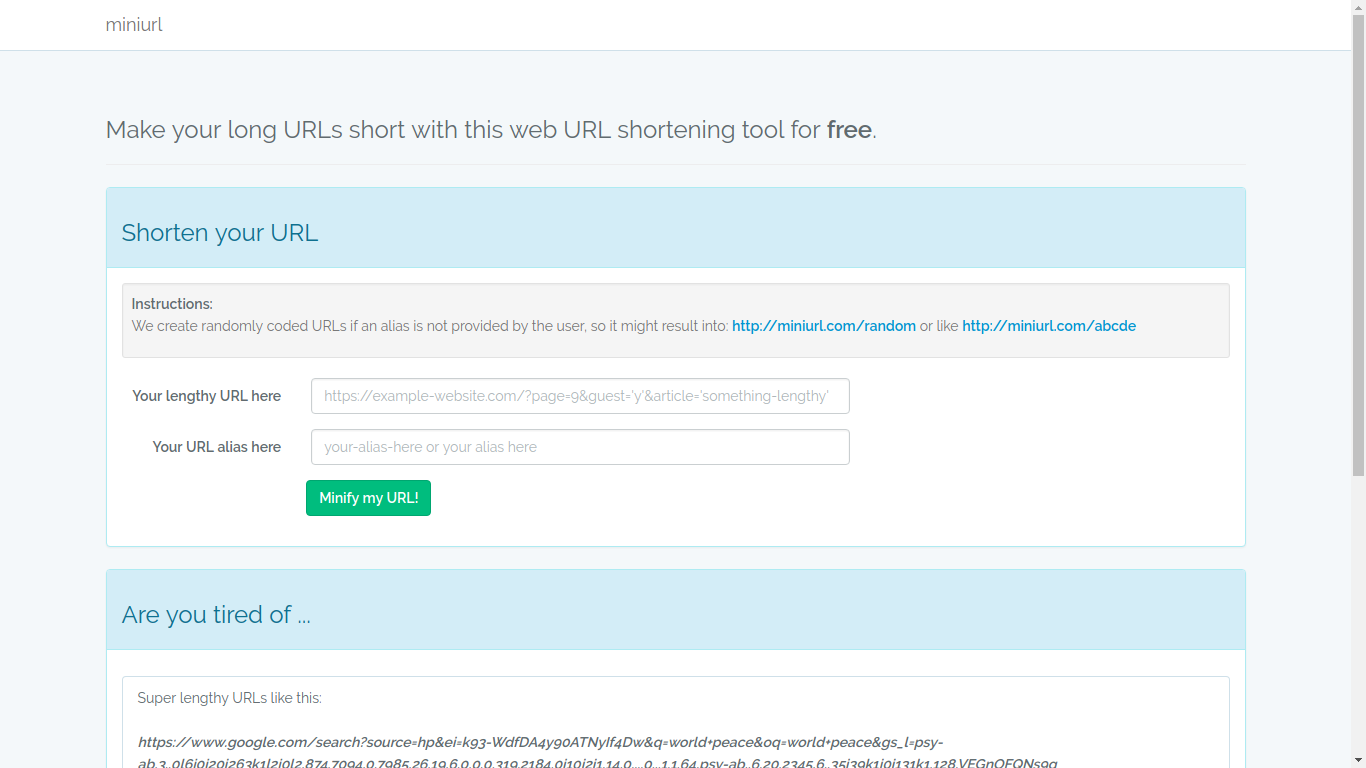 miniurl
Make your long URLs short with this web URL shortening tool for free.
Shorten your URL
Instructions:
We create randomly coded URLs if an alias is not provided by the user, so it might result into: http://miniurl.com/random or like http://miniurl.com/abcde
Your lengthy URL here
https://example-website.com/?page=9&guest='y'&article='something-lengthy'
Your URL alias here
your-alias-here or your alias here
Minify my URL!
Are you tired of ...
Super lengthy URLs like this:
https://www.google.com/search?source=hp&ei=k93-WdfDA4y90ATNyIf4Dw&q=world+peace&oq=world+peace&gs_l=psy-